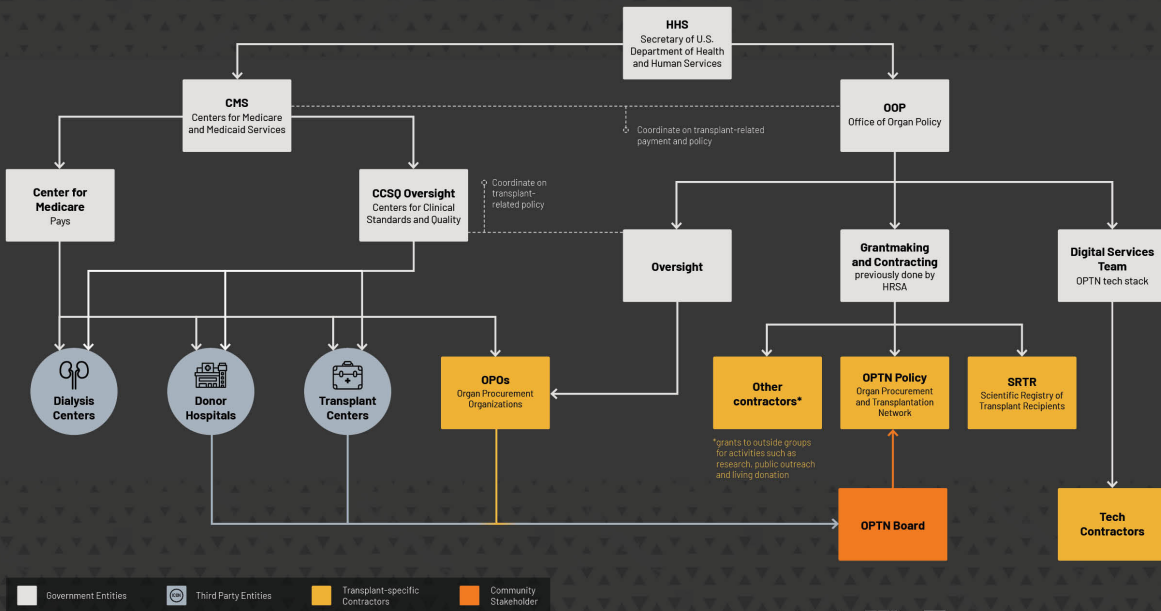 HHS
Secretary of U.S.
Department of Health
and Human Services
CMS
Centers for Medicare
and Medicaid Services
OOP
Office of Organ Policy
Coordinate on transplant-related
payment and policy
Center for
Medicare
Pays
CCSQ Oversight
Centers for Clinical
Standards and Quality
Coordinate on
transplant-
related policy
Oversight
Grantmaking
and Contracting
previously done by
HRSA
Digital Services
Team
OPTN tech stack
Dialysis
Centers
Donor
Hospitals
Transplant
Centers
OPOs
Organ Procurement
Organizations
Other
contractors*
OPTN Policy
Organ Procurement
and Transplantation
Network
SRTR
Scientific Registry of
Transplant Recipients
*grants to outside groups
for activities such as
research, public outreach
and living donation
OPTN Board
Tech
Contractors
Government Entities
ICON
Third Party Entities
Transplant-specific
Contractors
Community
Stakeholder